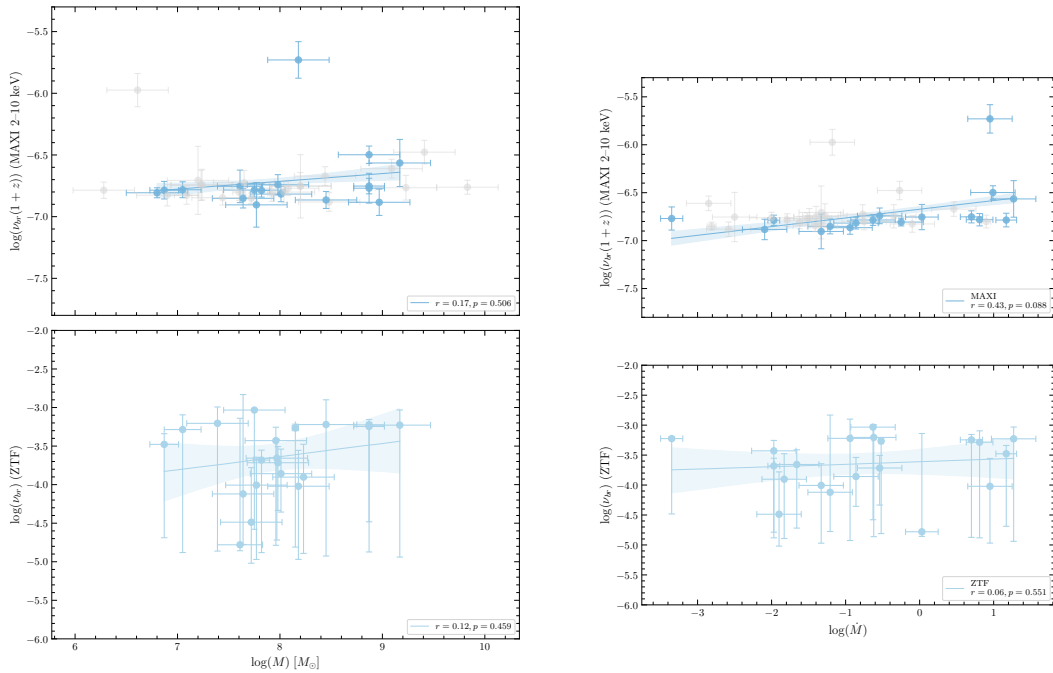 −5.5
−6.0
−6.5
−7.0
−7.5
log(ν_br(1 + z)) (MAXI 2–10 keV)
r = 0.17, p = 0.506
−2.0
−2.5
−3.0
−3.5
−4.0
−4.5
−5.0
−5.5
−6.0
log(ν_br) (ZTF)
r = 0.12, p = 0.459
6 7 8 9 10
log(M) [M_⊙]
−5.5
−6.0
−6.5
−7.0
−7.5
log(ν_br(1 + z)) (MAXI 2–10 keV)
MAXI
r = 0.43, p = 0.088
−2.0
−2.5
−3.0
−3.5
−4.0
−4.5
−5.0
−5.5
−6.0
log(ν_br) (ZTF)
ZTF
r = 0.06, p = 0.551
−3 −2 −1 0 1
log(Ṁ)